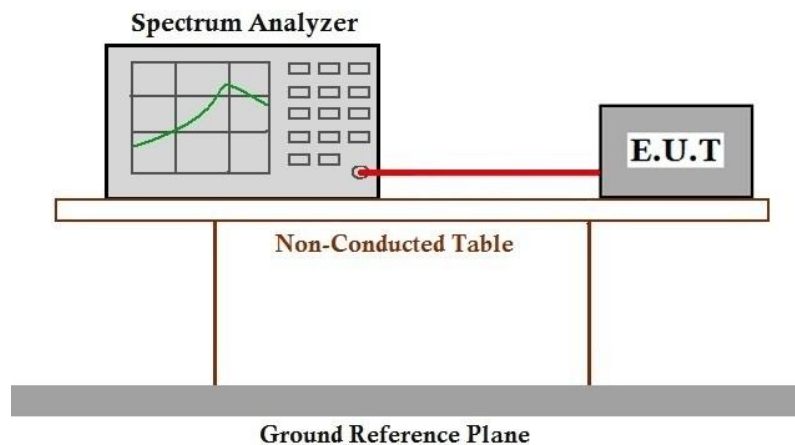 Spectrum Analyzer
E.U.T
Non-Conducted Table
Ground Reference Plane